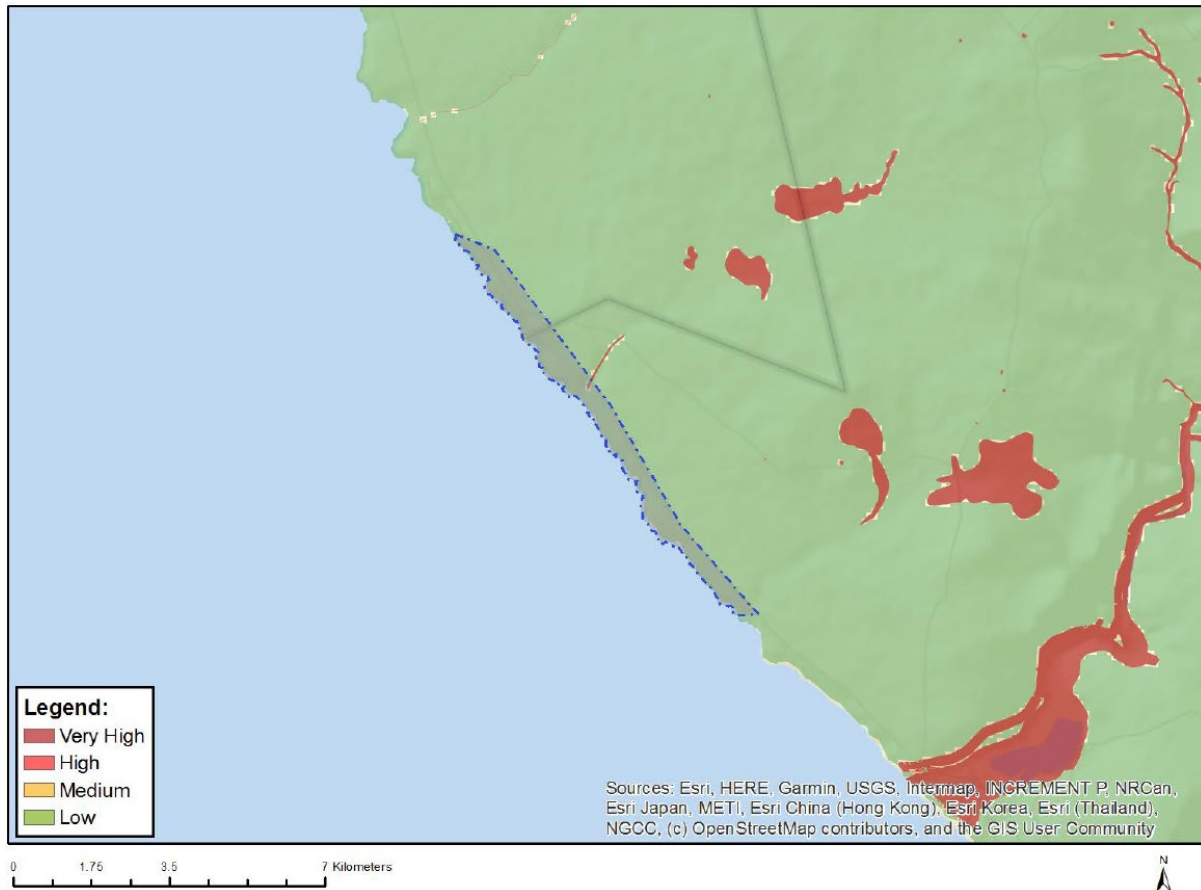 Legend:
Very High
High
Medium
Low
Sources: Esri, HERE, Garmin, USGS, Intermap, INCREMENT P, NRCan,
Esri Japan, METI, Esri China (Hong Kong), Esri Korea, Esri (Thailand),
NGCC, (c) OpenStreetMap contributors, and the GIS User Community
0 1.75 3.5 7 Kilometers
N